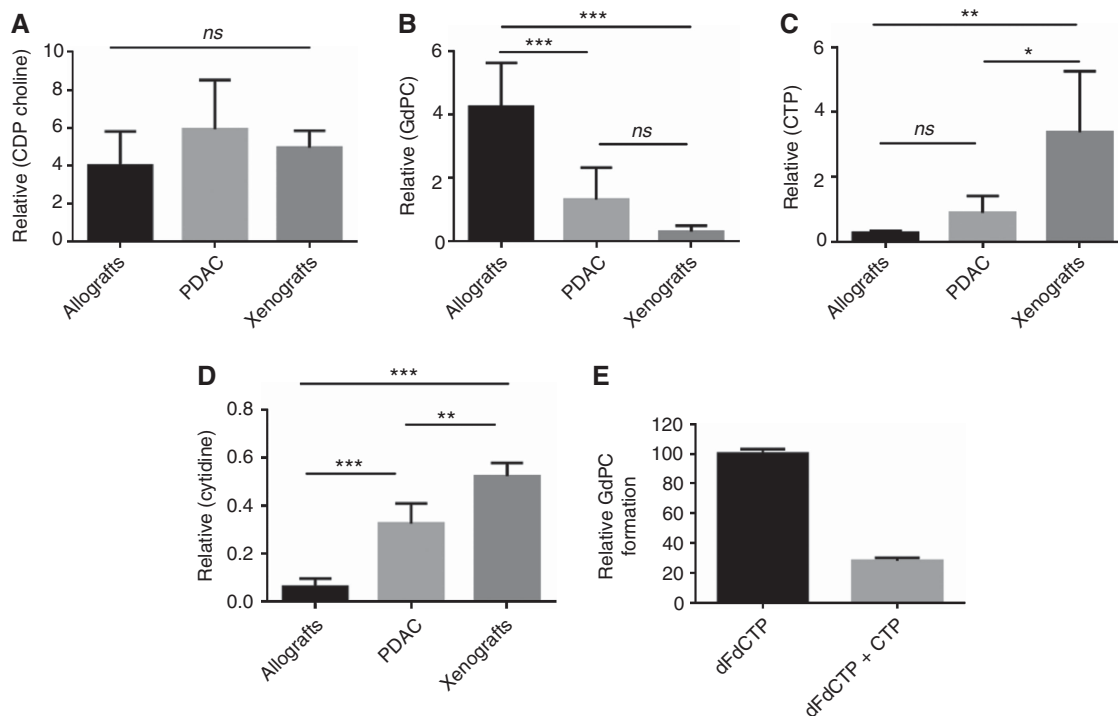 A
ns
Relative (CDP choline)
10
8
6
4
2
0
Allografts
PDAC
Xenografts
B
***
***
ns
Relative (GdPC)
6
4
2
0
Allografts
PDAC
Xenografts
C
**
*
ns
Relative (CTP)
6
4
2
0
Allografts
PDAC
Xenografts
D
***
**
***
Relative (cytidine)
0.8
0.6
0.4
0.2
0.0
Allografts
PDAC
Xenografts
E
Relative GdPC
formation
120
100
80
60
40
20
0
dFdCTP
dFdCTP + CTP